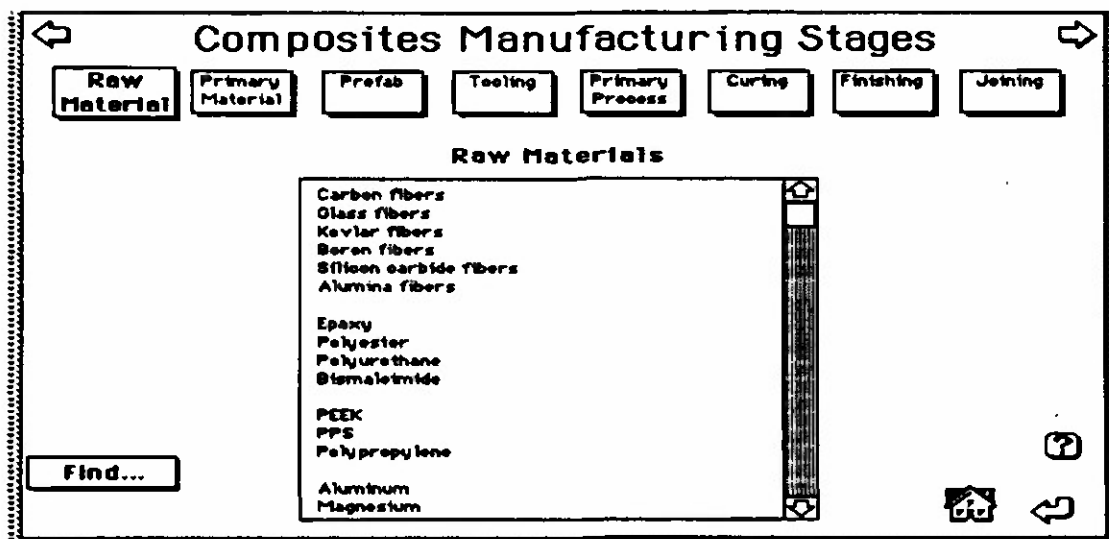 Composites Manufacturing Stages
Raw Material
Primary Material
Prefab
Tooling
Primary Process
Curing
Finishing
Joining
Raw Materials
Carbon fibers
Glass fibers
Kevlar fibers
Boron fibers
Silicon carbide fibers
Alumina fibers
Epoxy
Polyester
Polyurethane
Bismaleimide
PEEK
PPS
Polypropylene
Aluminum
Magnesium
?
Find...